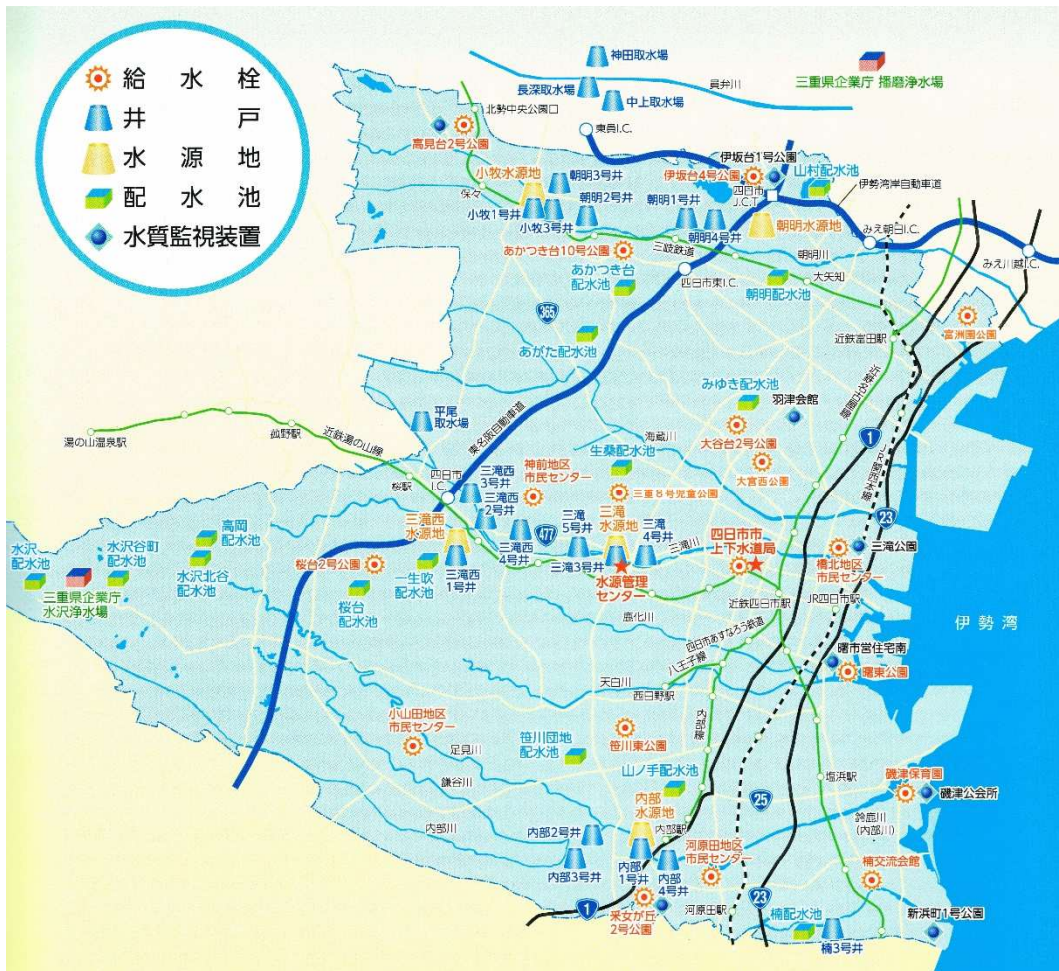 給水栓
井戸
水源地
配水池
水質監視装置
神田取水場
長深取水場
中上取水場
員弁川
三重県企業庁 播磨浄水場
北勢中央公園口
高見台2号公園
東員I.C.
伊坂台1号公園
伊坂台4号公園
山村配水池
四日市
J.C.T.
伊勢湾岸自動車道
小牧水源地
朝明3号井
保々
朝明2号井
朝明1号井
小牧1号井
小牧3号井
朝明4号井
朝明水源地
みえ朝日I.C.
みえ川越I.C.
あかつき台10号公園
三岐鉄道
朝明川
あかつき台
配水池
四日市東I.C.
大矢知
朝明配水池
365
富洲園公園
あがた配水池
近鉄富田駅
近鉄名古屋線
みゆき配水池
羽津会館
平尾
取水場
東名阪自動車道
湯の山温泉駅
菰野駅
近鉄湯の山線
海蔵川
大谷台2号公園
1
JR関西本線
生桑配水池
大宮西公園
桜駅
四日市
I.C.
三滝西
3号井
神前地区
市民センター
三重8号児童公園
三滝西
2号井
23
三滝西
水源地
三滝西
4号井
477
三滝
5号井
三滝
水源地
三滝
4号井
三滝川
四日市市
上下水道局
三滝公園
高岡
配水池
水沢
配水池
水沢谷町
配水池
水沢北谷
配水池
三重県企業庁
水沢浄水場
桜台2号公園
一生吹
配水池
三滝西
1号井
三滝3号井
水源管理
センター
橋北地区
市民センター
桜台
配水池
近鉄四日市駅
JR四日市駅
鹿化川
四日市あすなろう鉄道
伊勢湾
八王子線
曙市営住宅南
曙東公園
天白川
西日野駅
小山田地区
市民センター
足見川
笹川団地
配水池
笹川東公園
内部線
山ノ手配水池
塩浜駅
磯津保育園
磯津公会所
鎌谷川
内部川
内部
水源地
25
鈴鹿川
(内部川)
内部2号井
内部駅
内部3号井
内部
1号井
内部
4号井
河原田地区
市民センター
楠交流会館
1
采女が丘
2号公園
河原田駅
23
楠配水池
楠3号井
新浜町1号公園